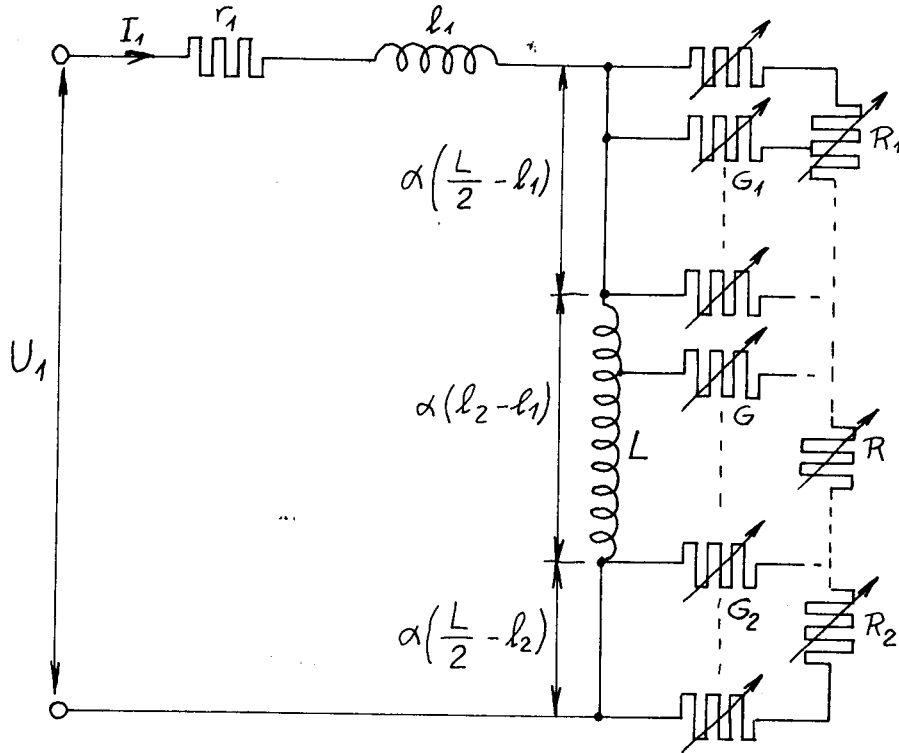 I₁
r₁
l₁
U₁
α(L/2 - l₁)
G₁
R₁
α(l₂ - l₁)
L
G
R
α(L/2 - l₂)
G₂
R₂